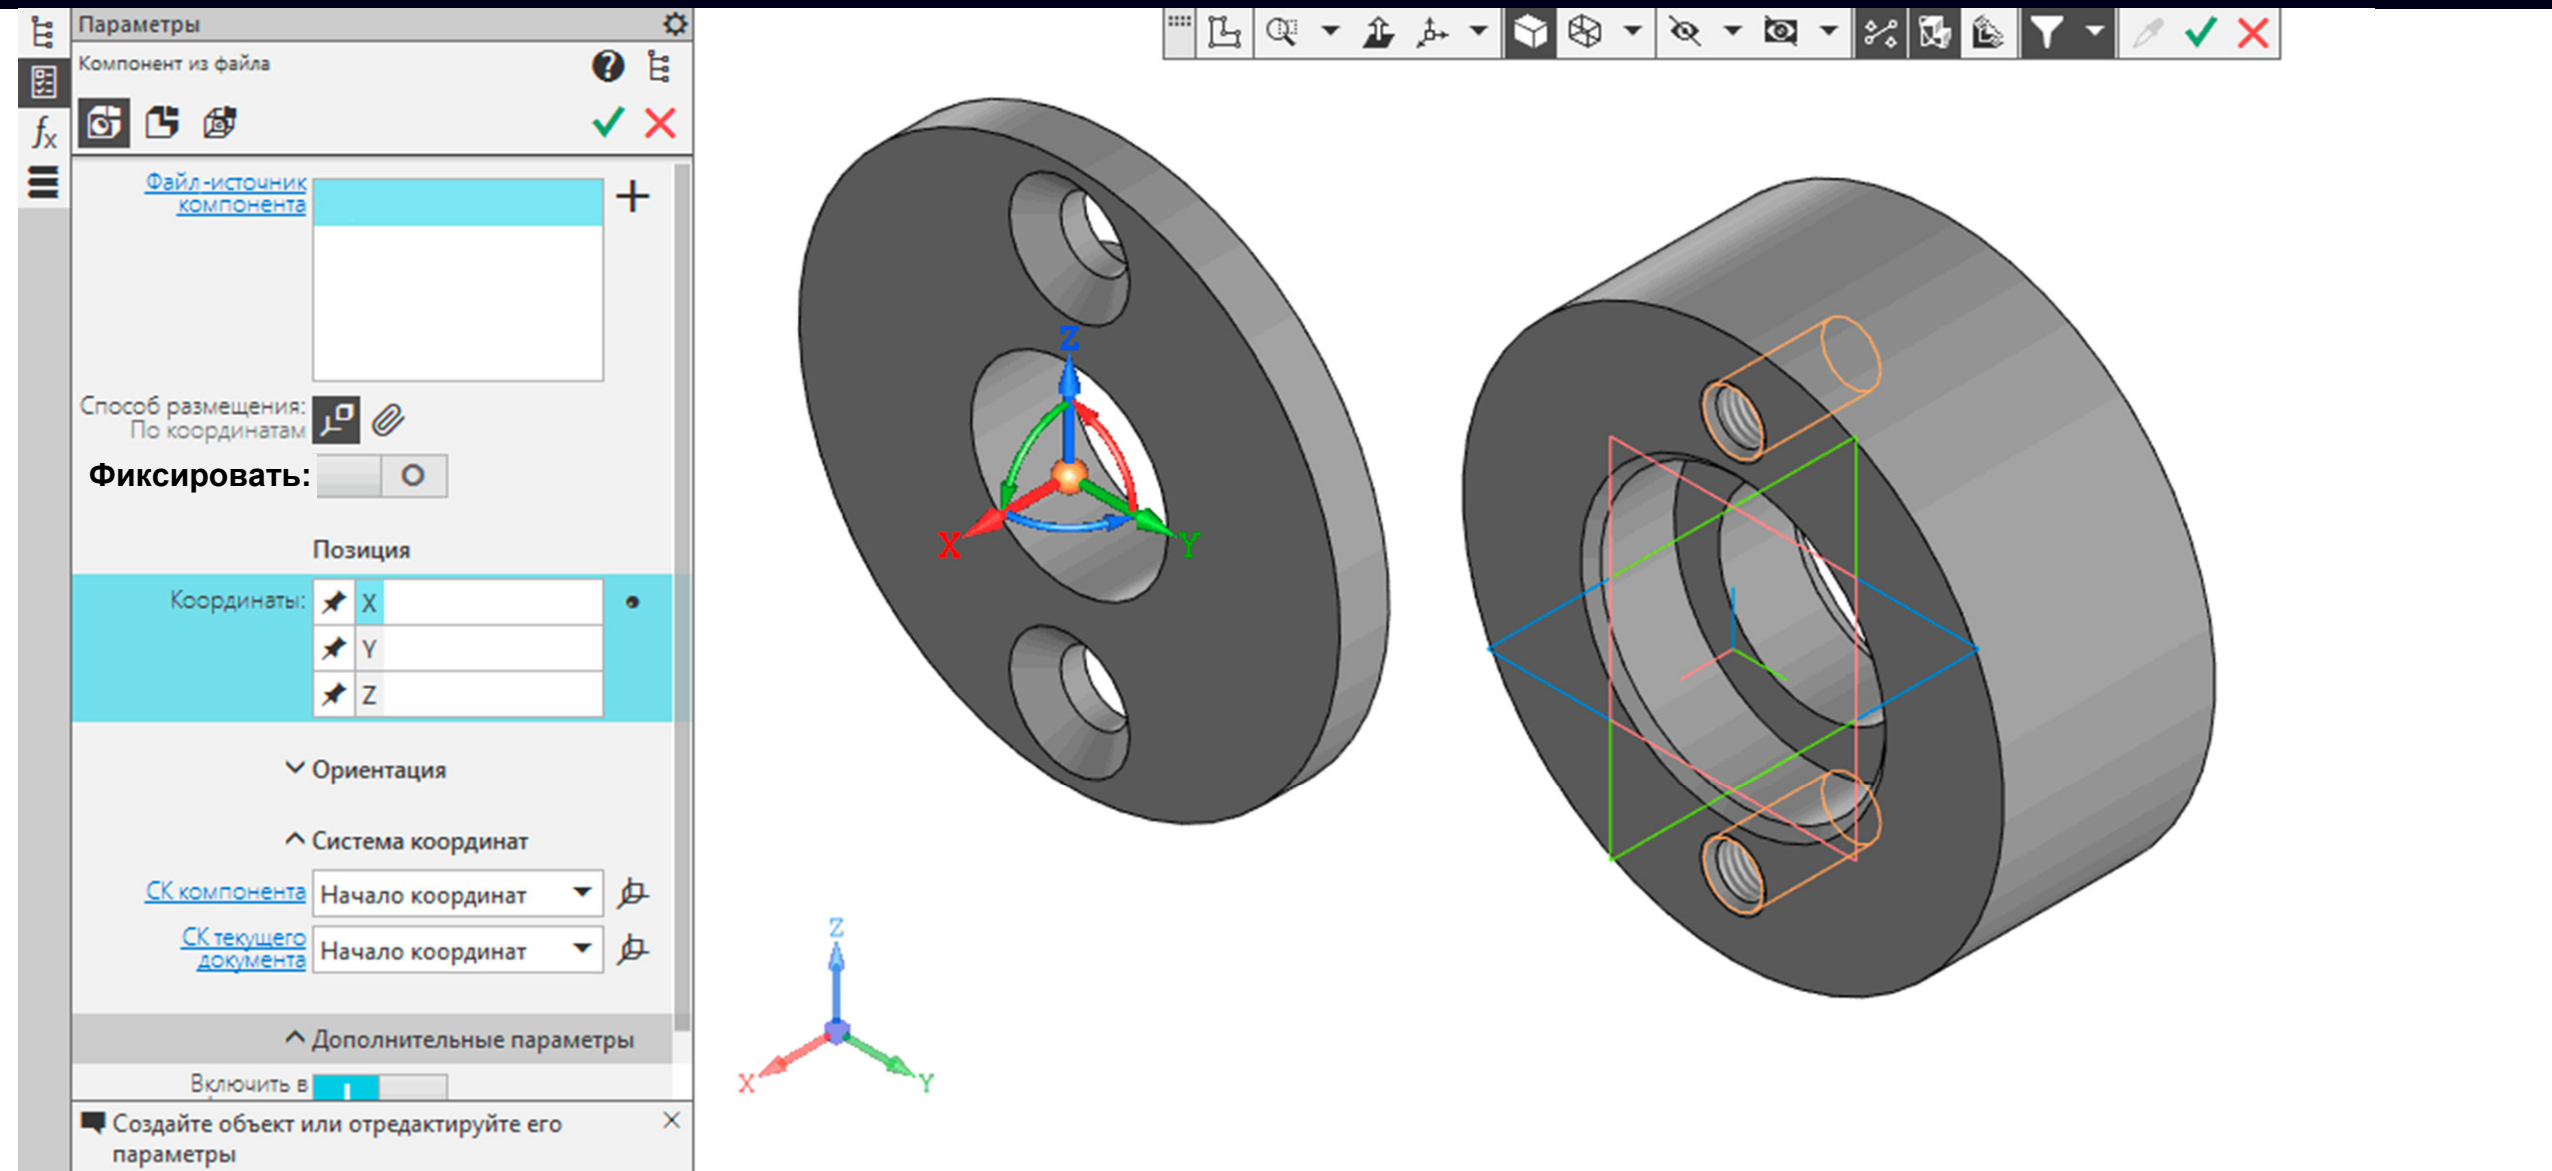 Параметры
Компонент из файла
fx
Файл-источник
компонента
Способ размещения:
По координатам
Фиксировать:
Позиция
Координаты:
X
Y
Z
Ориентация
Система координат
СК компонента
Начало координат
СК текущего
документа
Начало координат
Дополнительные параметры
Включить в
Создайте объект или отредактируйте его
параметры
Z
X
Y
Z
X
Y